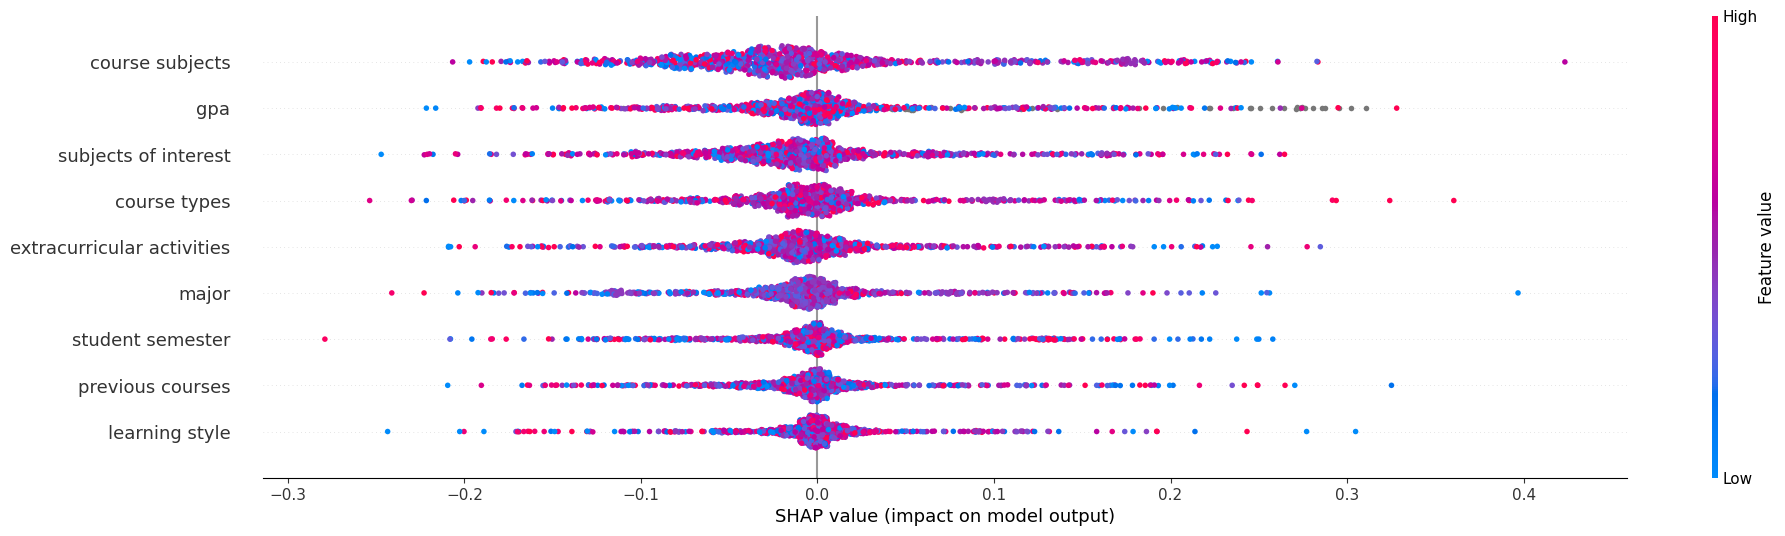 High
course subjects
gpa
subjects of interest
course types
extracurricular activities
major
student semester
previous courses
learning style
Feature value
Low
−0.3 −0.2 −0.1 0.0 0.1 0.2 0.3 0.4
SHAP value (impact on model output)